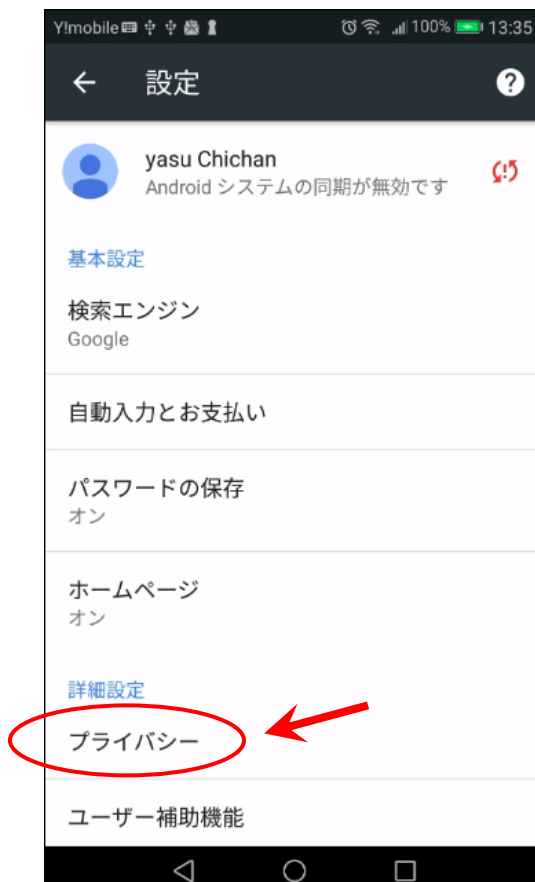 Y!mobile 100% 13:35
設定
yasu Chichan
Android システムの同期が無効です
基本設定
検索エンジン
Google
自動入力とお支払い
パスワードの保存
オン
ホームページ
オン
詳細設定
プライバシー
ユーザー補助機能